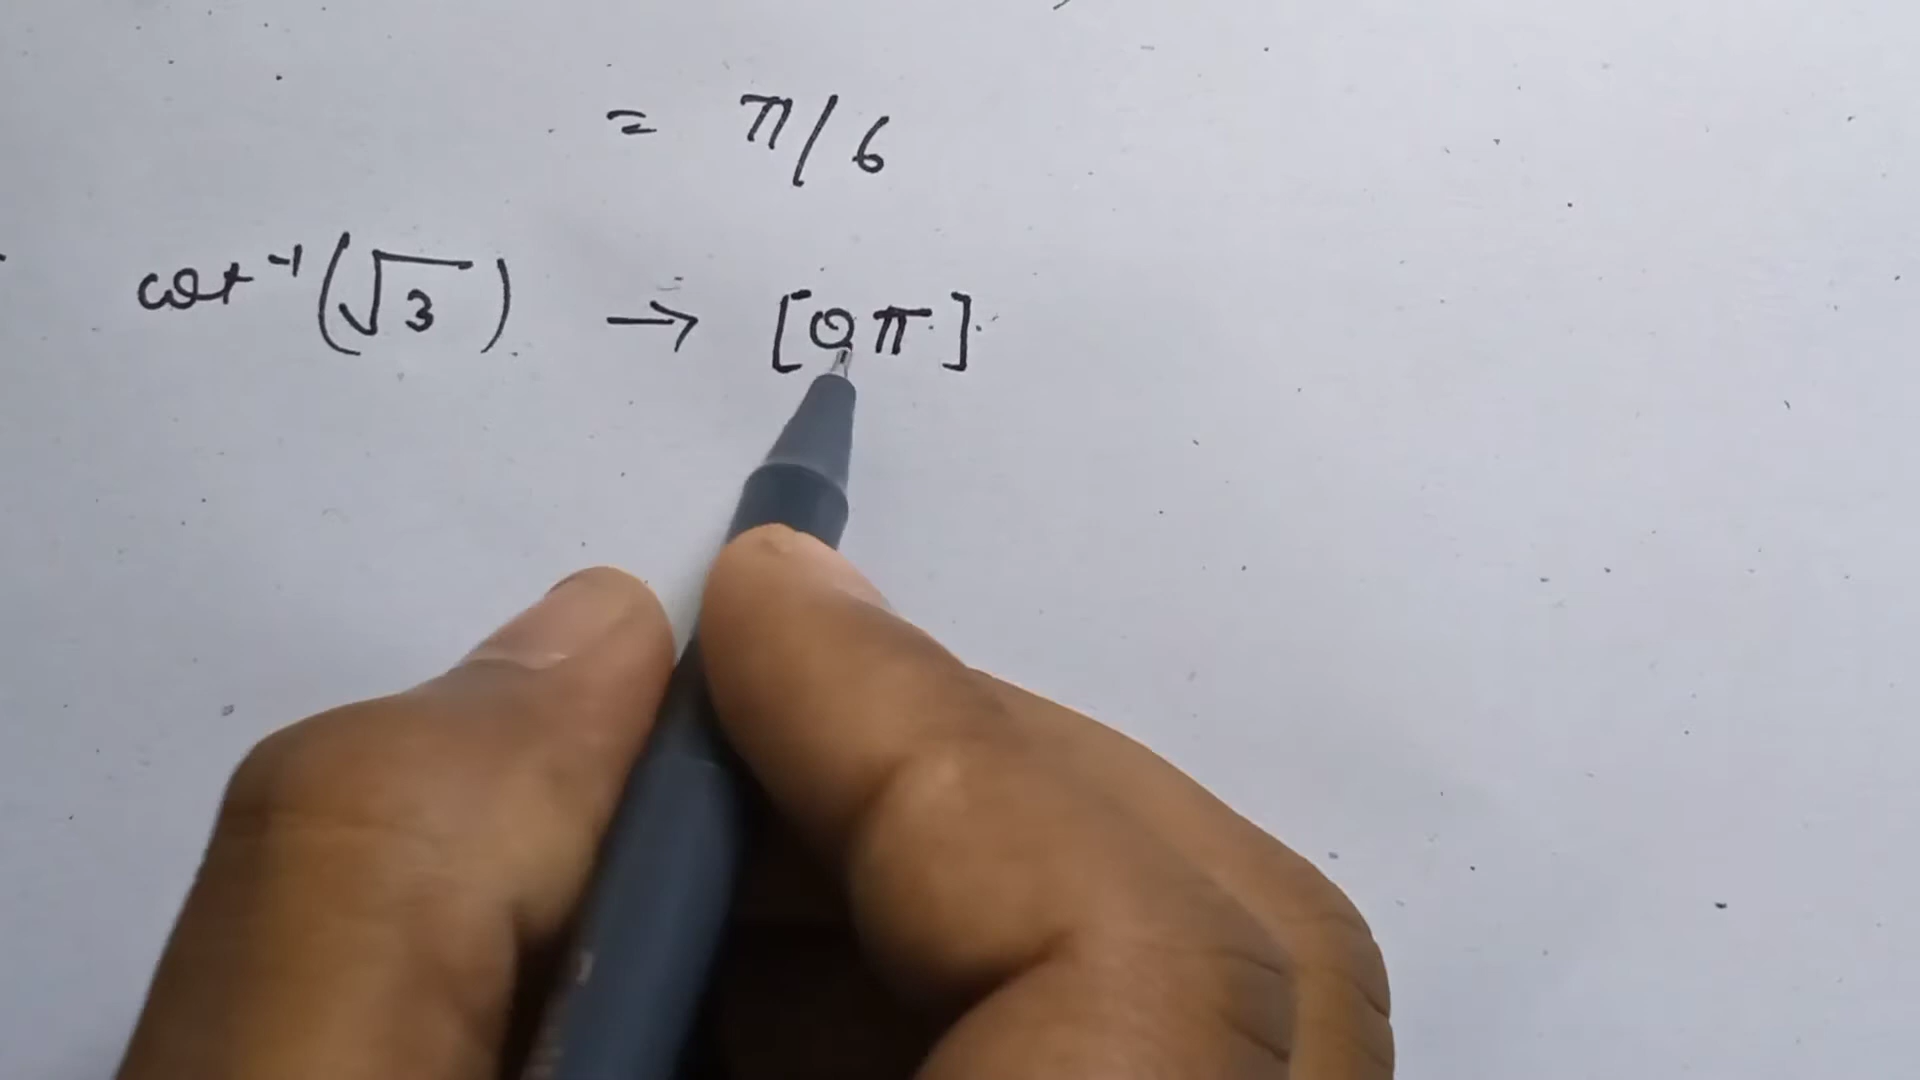 = π/6
cot⁻¹(√3) → [0 π]